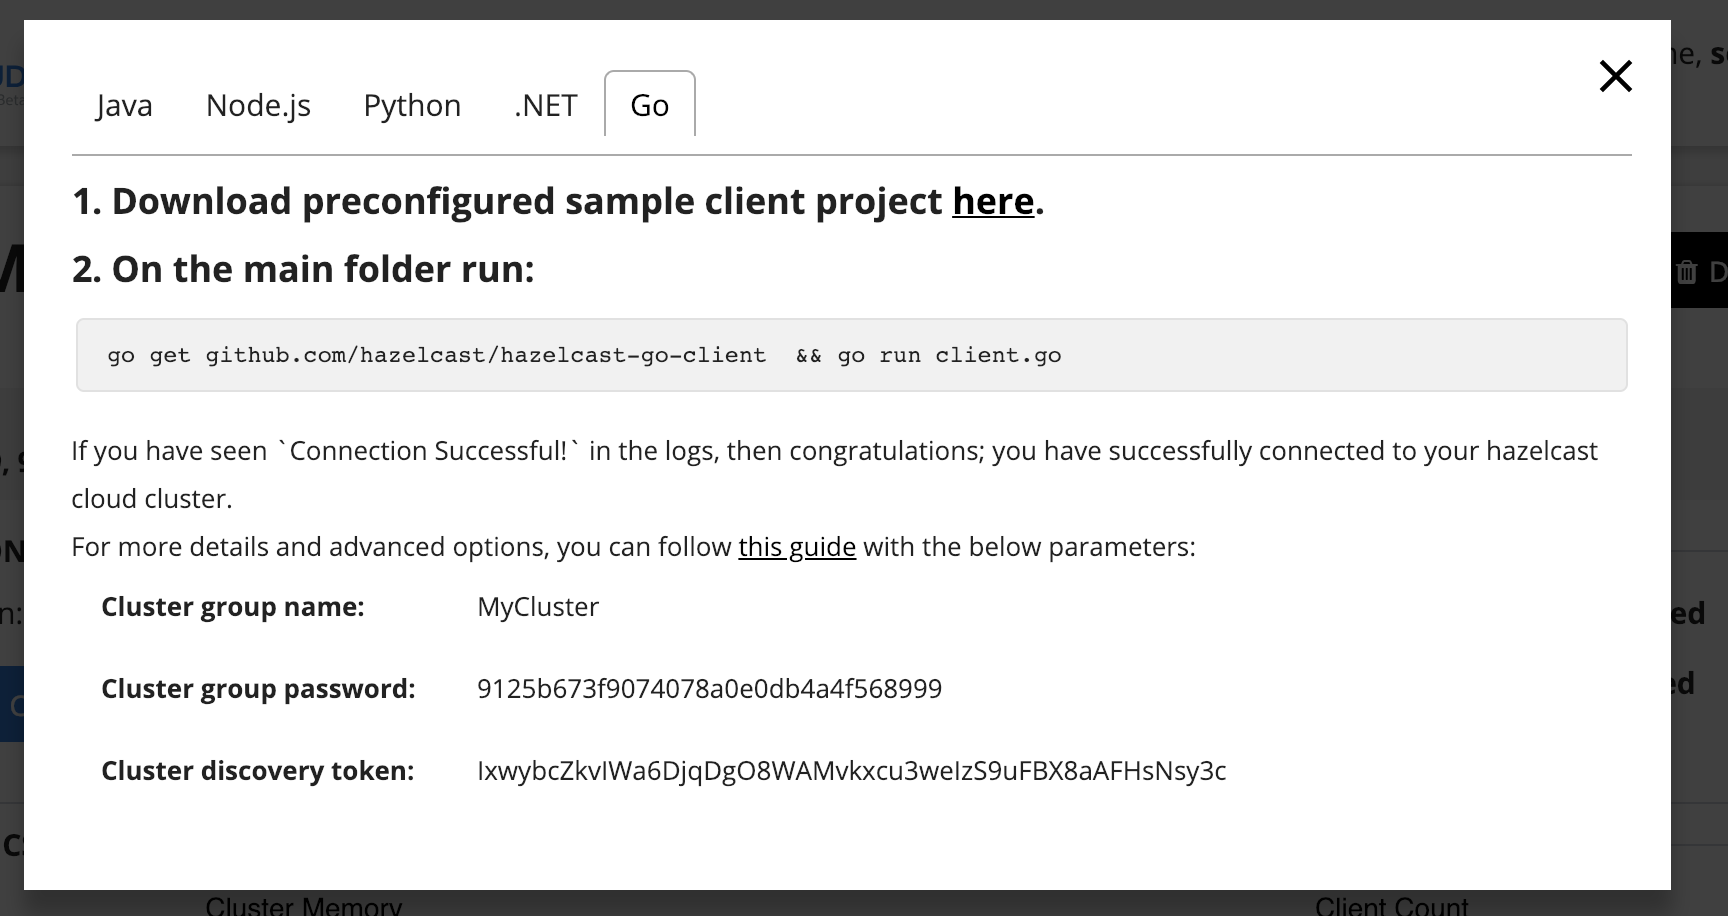 Java Node.js Python .NET Go
1. Download preconfigured sample client project here.
2. On the main folder run:
go get github.com/hazelcast/hazelcast-go-client  && go run client.go
If you have seen `Connection Successful!` in the logs, then congratulations; you have successfully connected to your hazelcast
cloud cluster.
For more details and advanced options, you can follow this guide with the below parameters:
Cluster group name: MyCluster
Cluster group password: 9125b673f9074078a0e0db4a4f568999
Cluster discovery token: IxwybcZkvIWa6DjqDgO8WAMvkxcu3weIzS9uFBX8aAFHsNsy3c
Cluster Memory Client Count